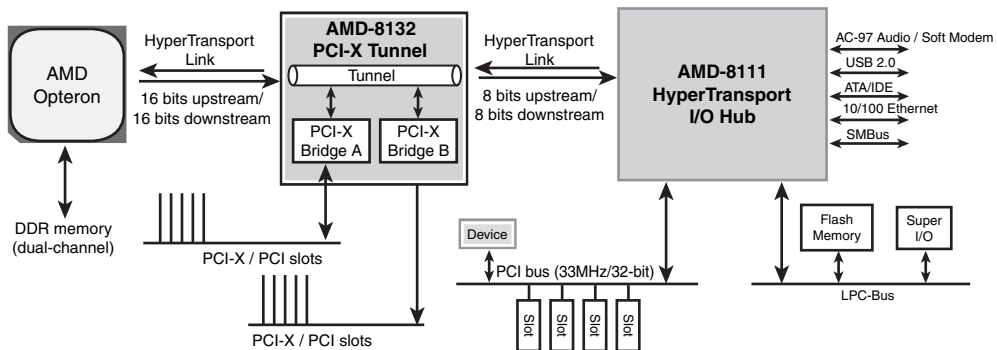 AMD
Opteron
DDR memory
(dual-channel)
HyperTransport
Link
16 bits upstream/
16 bits downstream
AMD-8132
PCI-X Tunnel
Tunnel
PCI-X
Bridge A
PCI-X
Bridge B
PCI-X / PCI slots
PCI-X / PCI slots
HyperTransport
Link
8 bits upstream/
8 bits downstream
AMD-8111
HyperTransport
I/O Hub
AC-97 Audio / Soft Modem
USB 2.0
ATA/IDE
10/100 Ethernet
SMBus
Device
PCI bus (33MHz/32-bit)
Slot
Slot
Slot
Slot
Flash
Memory
Super
I/O
LPC-Bus